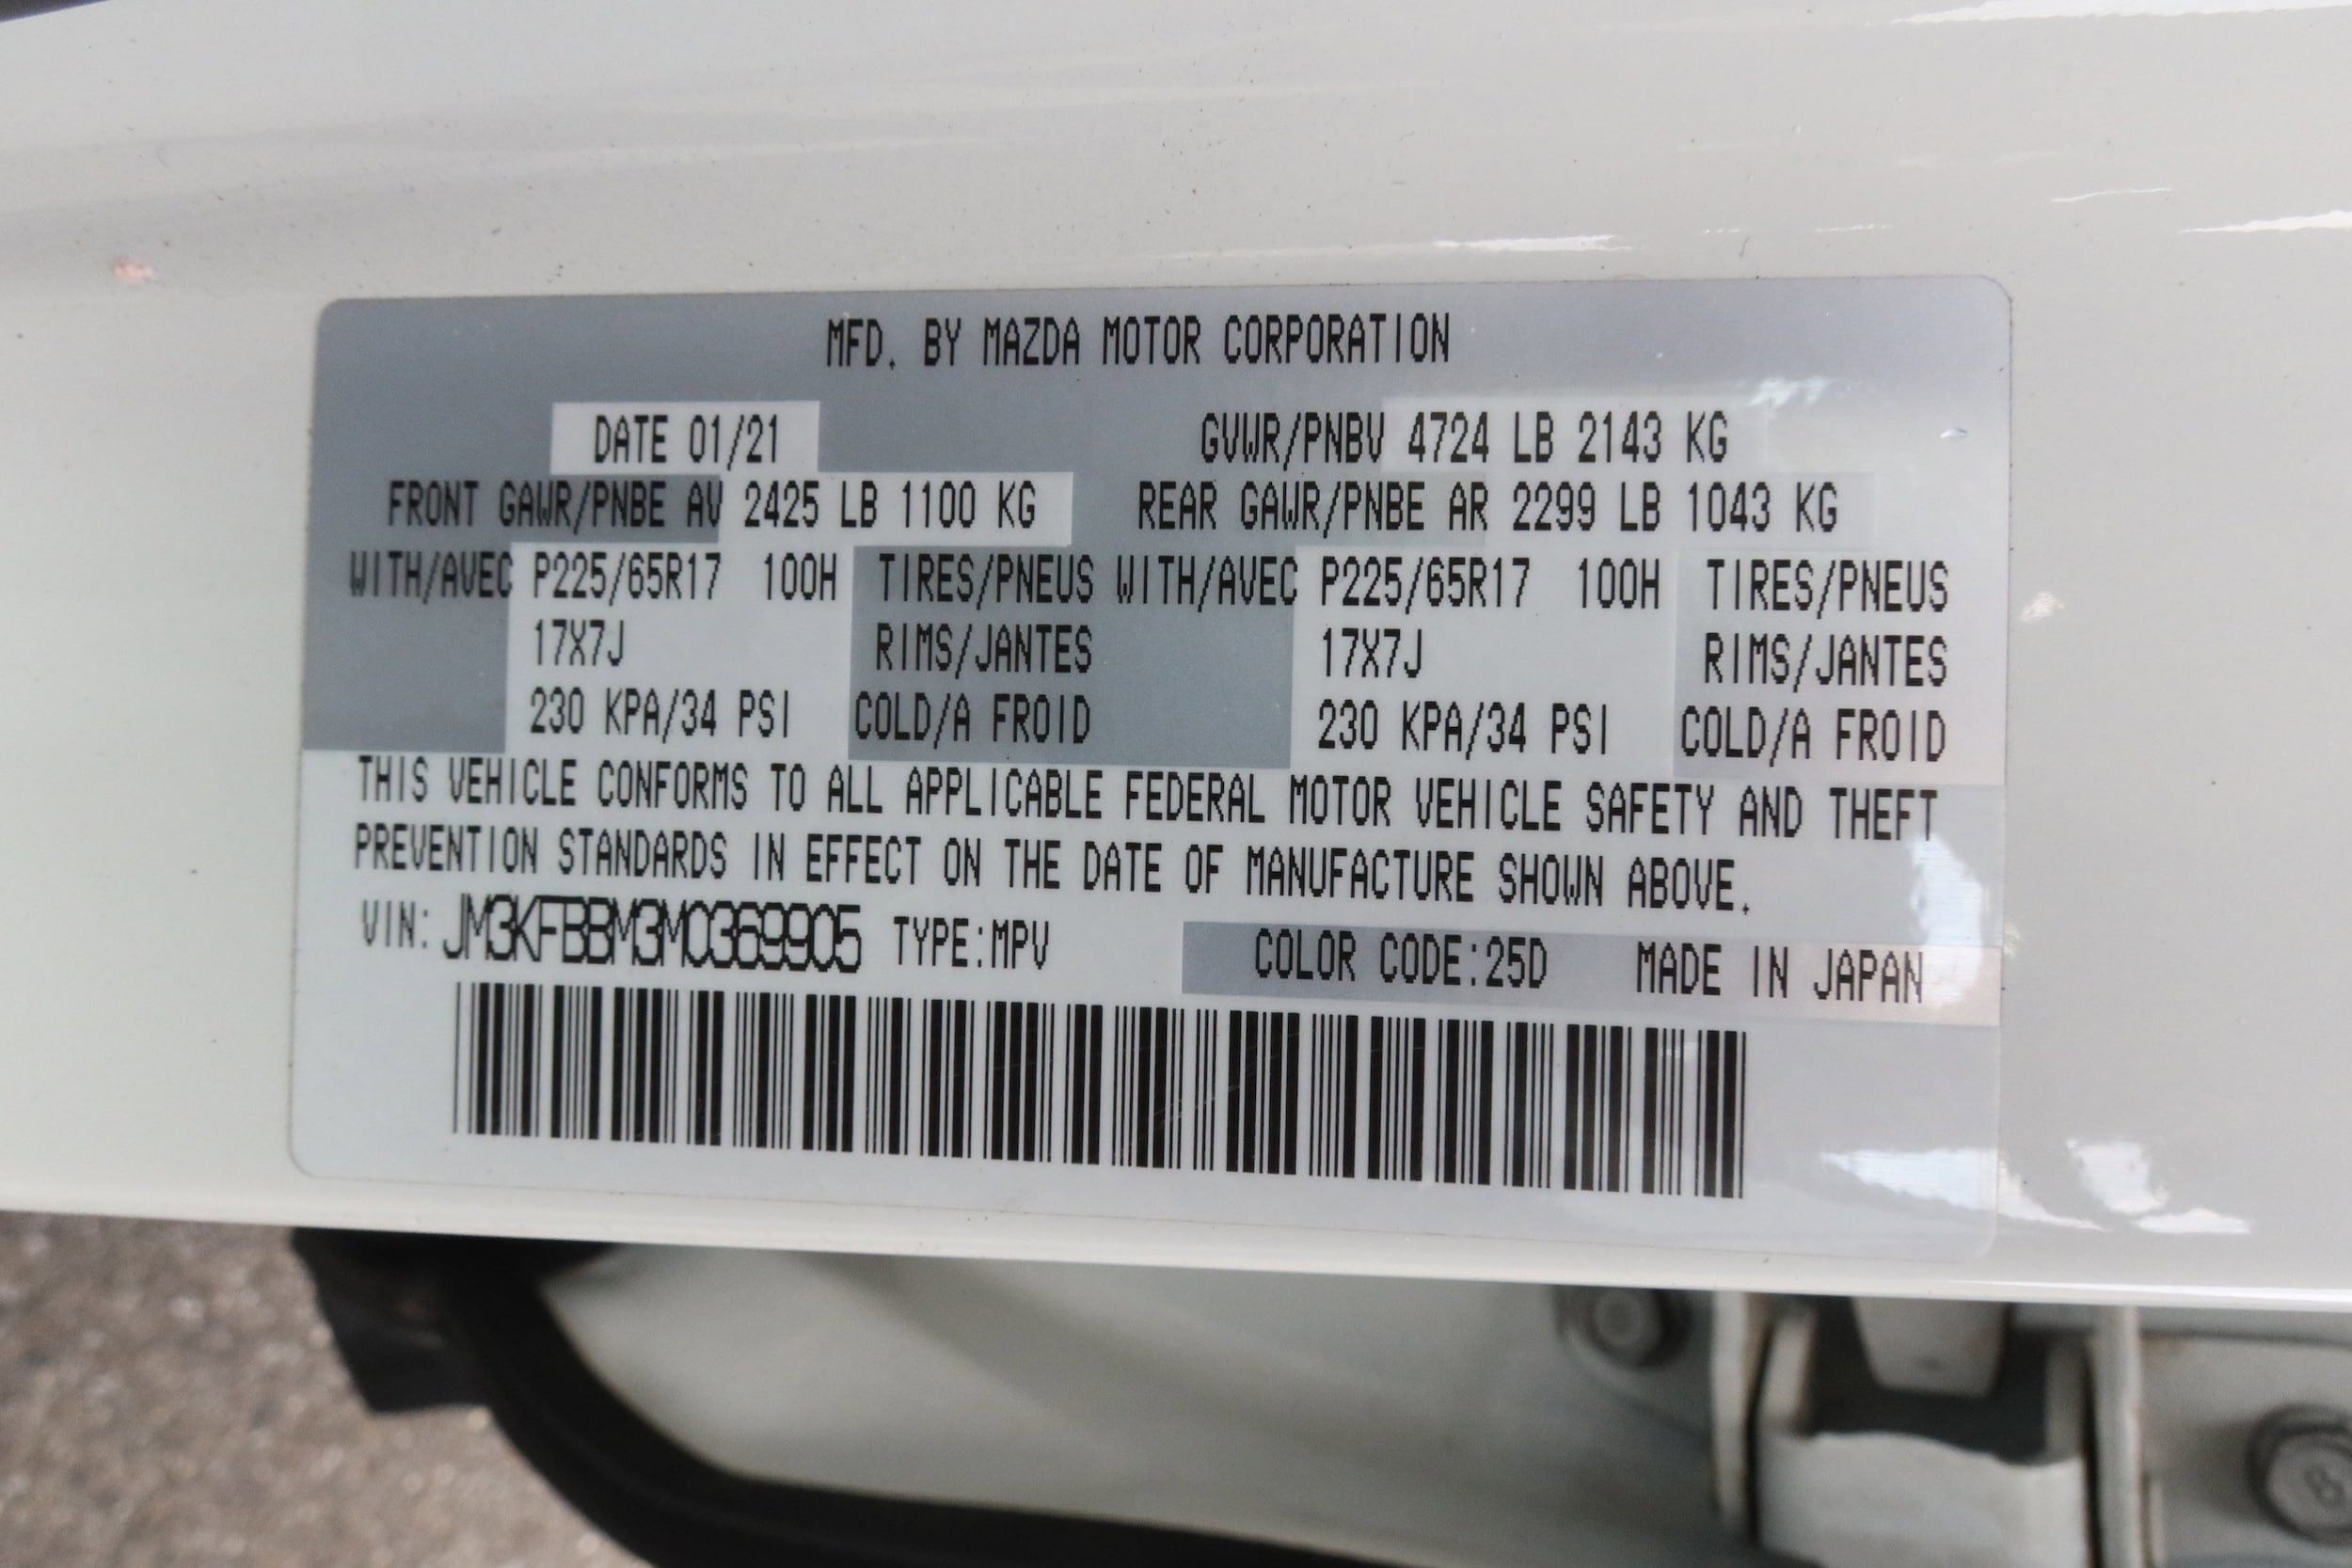 MFD. BY MAZDA MOTOR CORPORATION
DATE 01/21 GVWR/PNBV 4724 LB 2143 KG
FRONT GAWR/PNBE AV 2425 LB 1100 KG REAR GAWR/PNBE AR 2299 LB 1043 KG
WITH/AVEC P225/65R17 100H TIRES/PNEUS WITH/AVEC P225/65R17 100H TIRES/PNEUS
17X7J RIMS/JANTES 17X7J RIMS/JANTES
230 KPA/34 PSI COLD/A FROID 230 KPA/34 PSI COLD/A FROID
THIS VEHICLE CONFORMS TO ALL APPLICABLE FEDERAL MOTOR VEHICLE SAFETY AND THEFT
PREVENTION STANDARDS IN EFFECT ON THE DATE OF MANUFACTURE SHOWN ABOVE.
VIN: JM3KFBBM3M0369905 TYPE:MPV COLOR CODE:25D MADE IN JAPAN
8